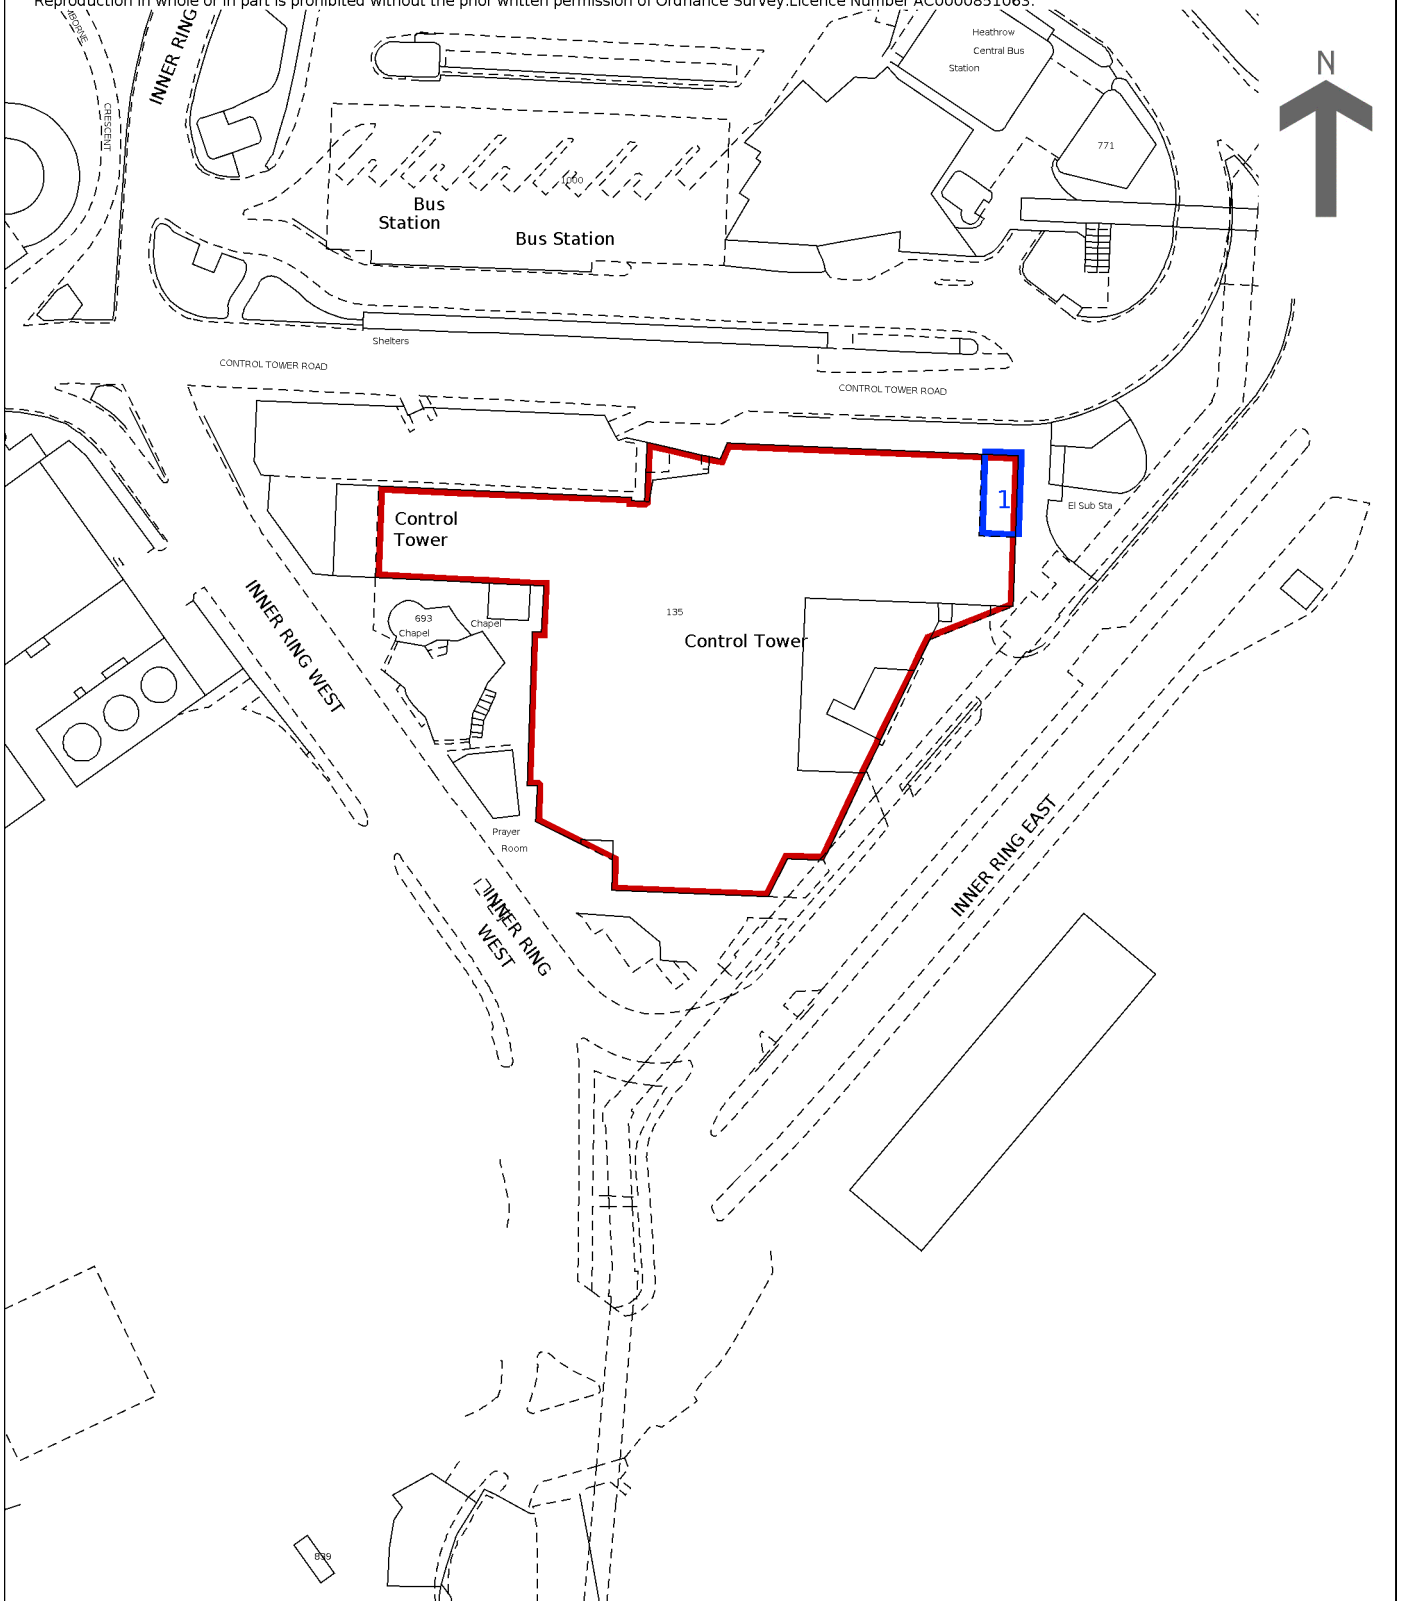 Reproduction in whole or in part is prohibited without the prior written permission of Ordnance Survey.Licence Number AC0000851063.
INNER RING
CRESCENT
Heathrow
Central Bus
Station
N
771
1000
Bus
Station
Bus Station
Shelters
CONTROL TOWER ROAD
CONTROL TOWER ROAD
1
El Sub Sta
Control
Tower
135
Control Tower
693
Chapel
Chapel
INNER RING WEST
Prayer
Room
INNER RING
WEST
INNER RING EAST
839